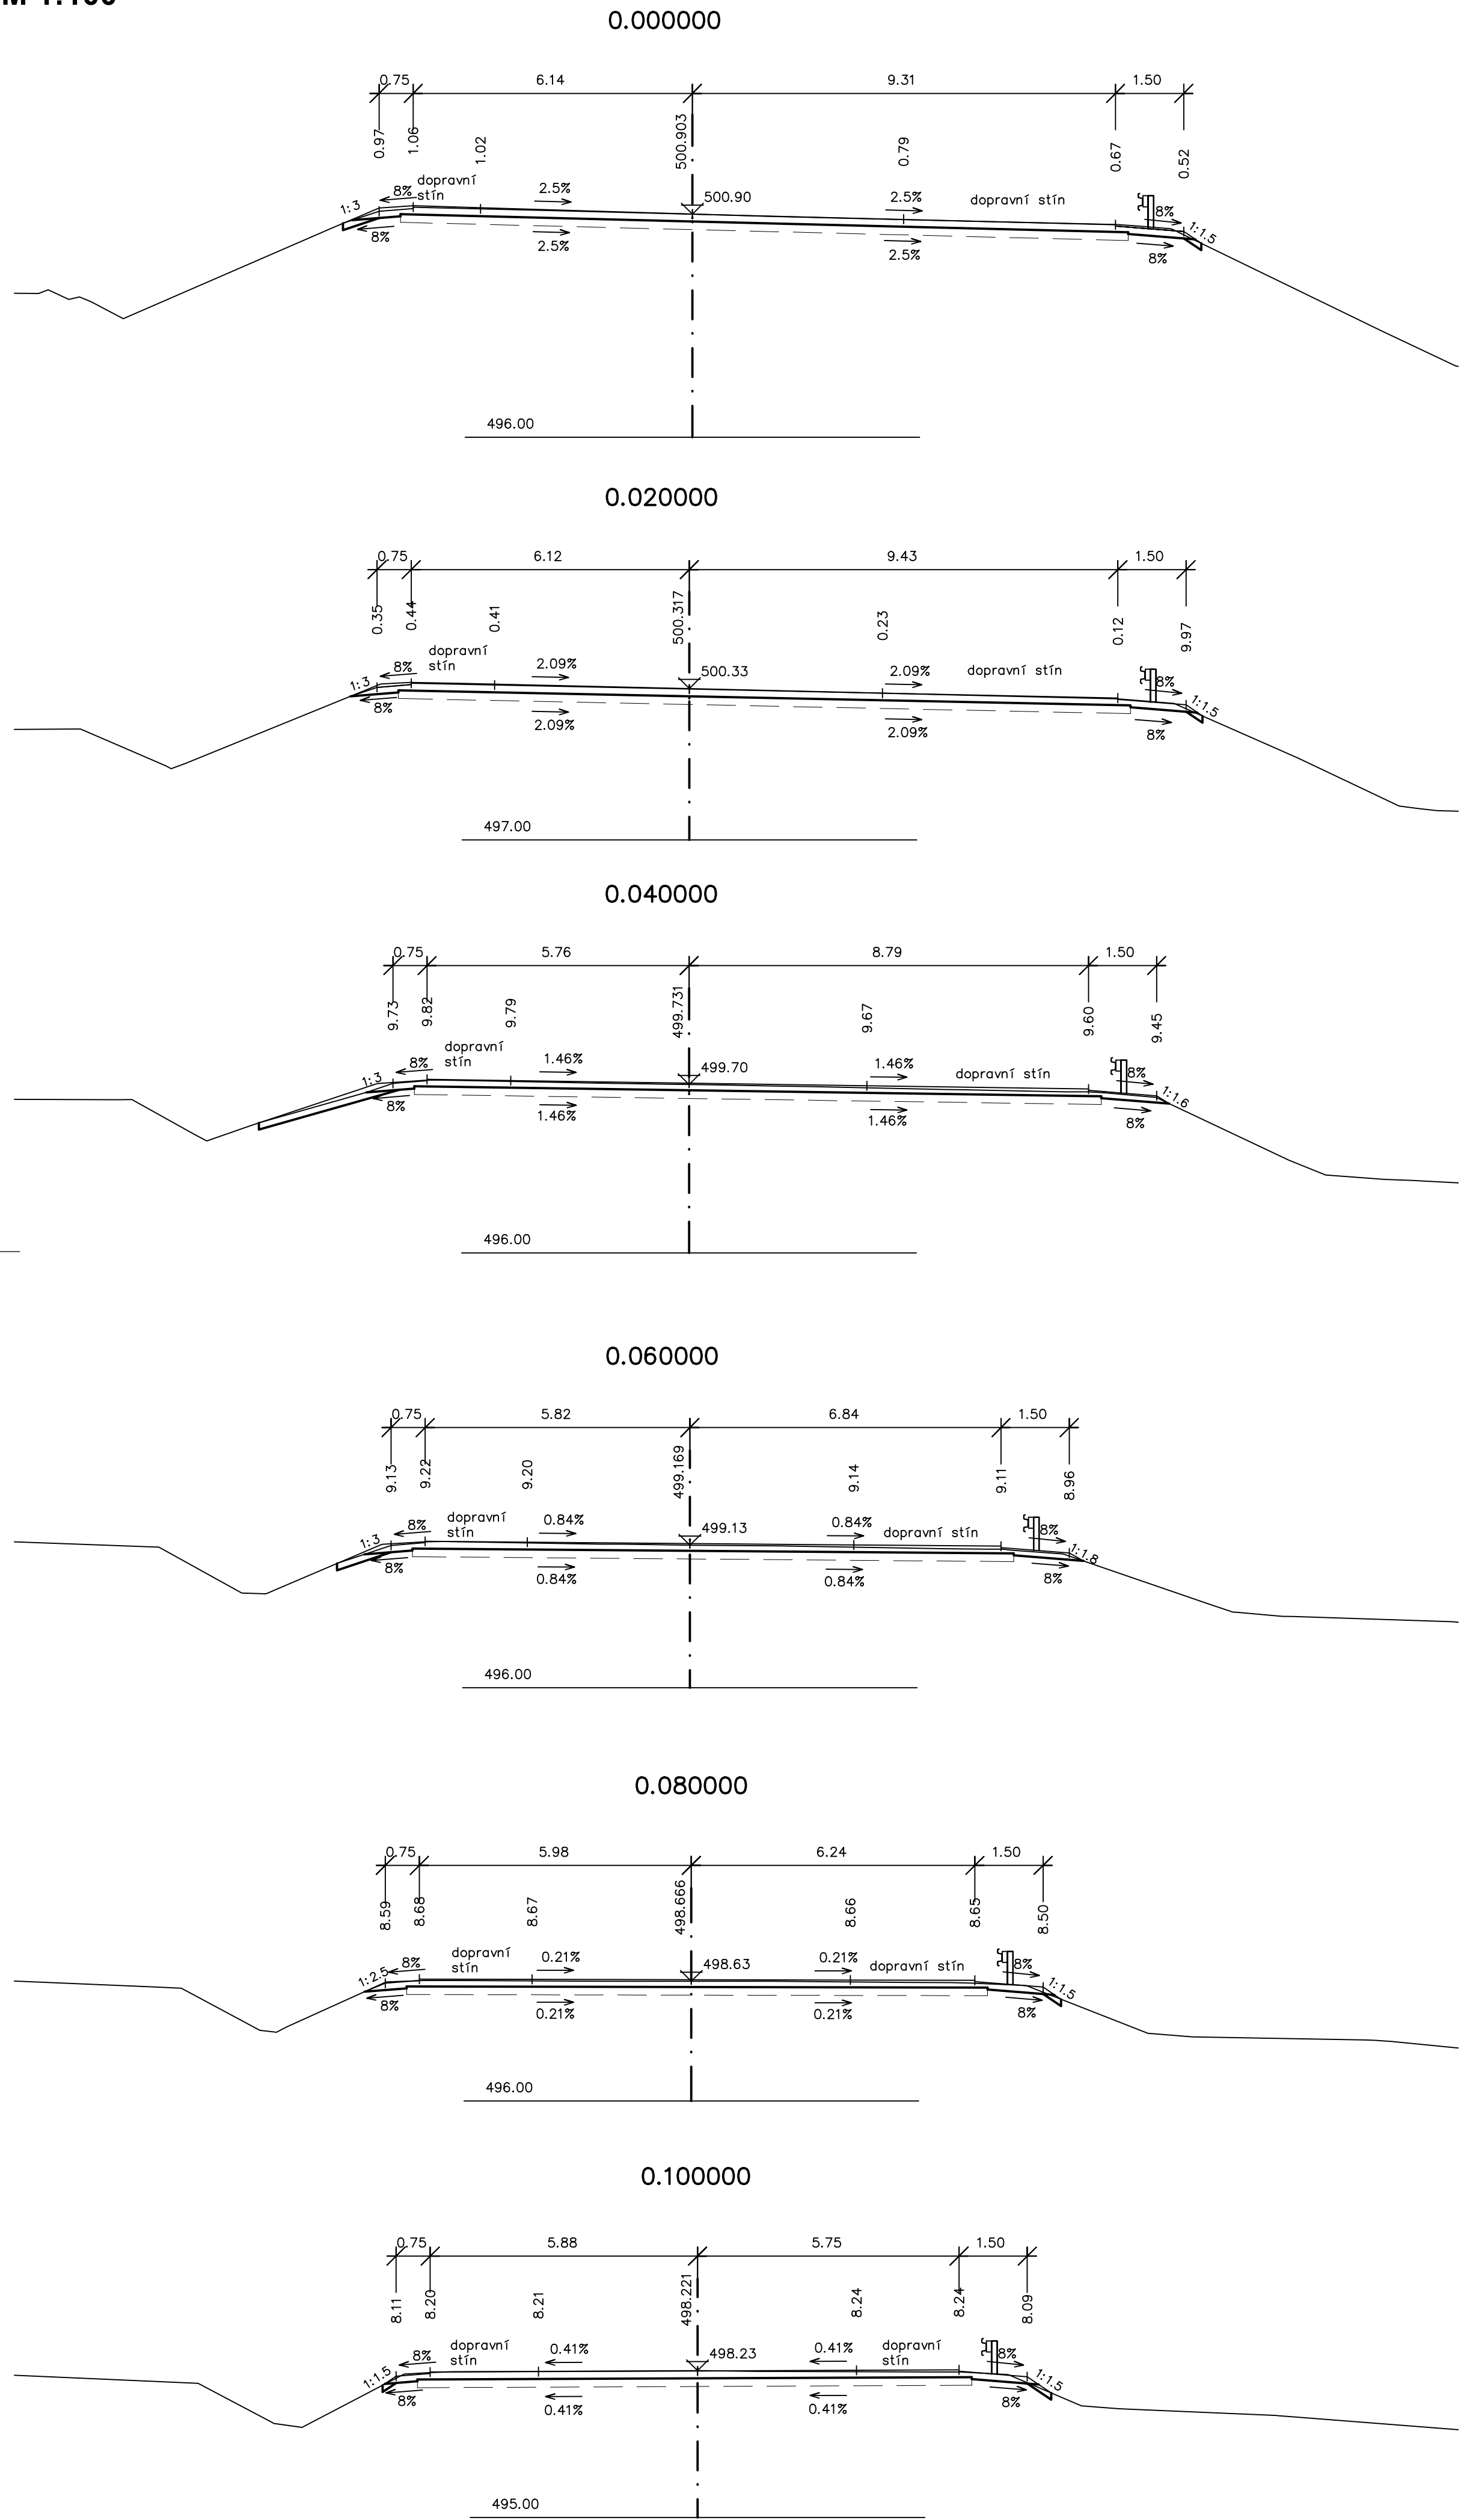 0.000000
0.75 6.14 9.31 1.50
0.97 1.06 1.02 500.903 0.79 0.67 0.52
1:3 8% dopravní
stín
2.5% 500.90 2.5% dopravní stín 8% 1:1.5
8% 2.5% 2.5% 8%
496.00
0.020000
0.75 6.12 9.43 1.50
0.35 0.44 0.41 500.317 0.23 0.12 9.97
1:3 8% dopravní
stín
2.09% 500.33 2.09% dopravní stín 8% 1:1.5
8% 2.09% 2.09% 8%
497.00
0.040000
0.75 5.76 8.79 1.50
9.73 9.82 9.79 499.731 9.67 9.60 9.45
1:3 8% dopravní
stín
1.46% 499.70 1.46% dopravní stín 8% 1:1.6
8% 1.46% 1.46% 8%
496.00
0.060000
0.75 5.82 6.84 1.50
9.13 9.22 9.20 499.169 9.14 9.11 8.96
1:3 8% dopravní
stín
0.84% 499.13 0.84% dopravní stín 8% 1:1.8
8% 0.84% 0.84% 8%
496.00
0.080000
0.75 5.98 6.24 1.50
8.59 8.68 8.67 498.666 8.66 8.65 8.50
1:2.5 8% dopravní
stín
0.21% 498.63 0.21% dopravní stín 8% 1:1.5
8% 0.21% 0.21% 8%
496.00
0.100000
0.75 5.88 5.75 1.50
8.11 8.20 8.21 498.221 8.24 8.24 8.09
1:1.5 8% dopravní
stín
0.41% 498.23 0.41% dopravní
stín
8% 1:1.5
8% 0.41% 0.41% 8%
495.00